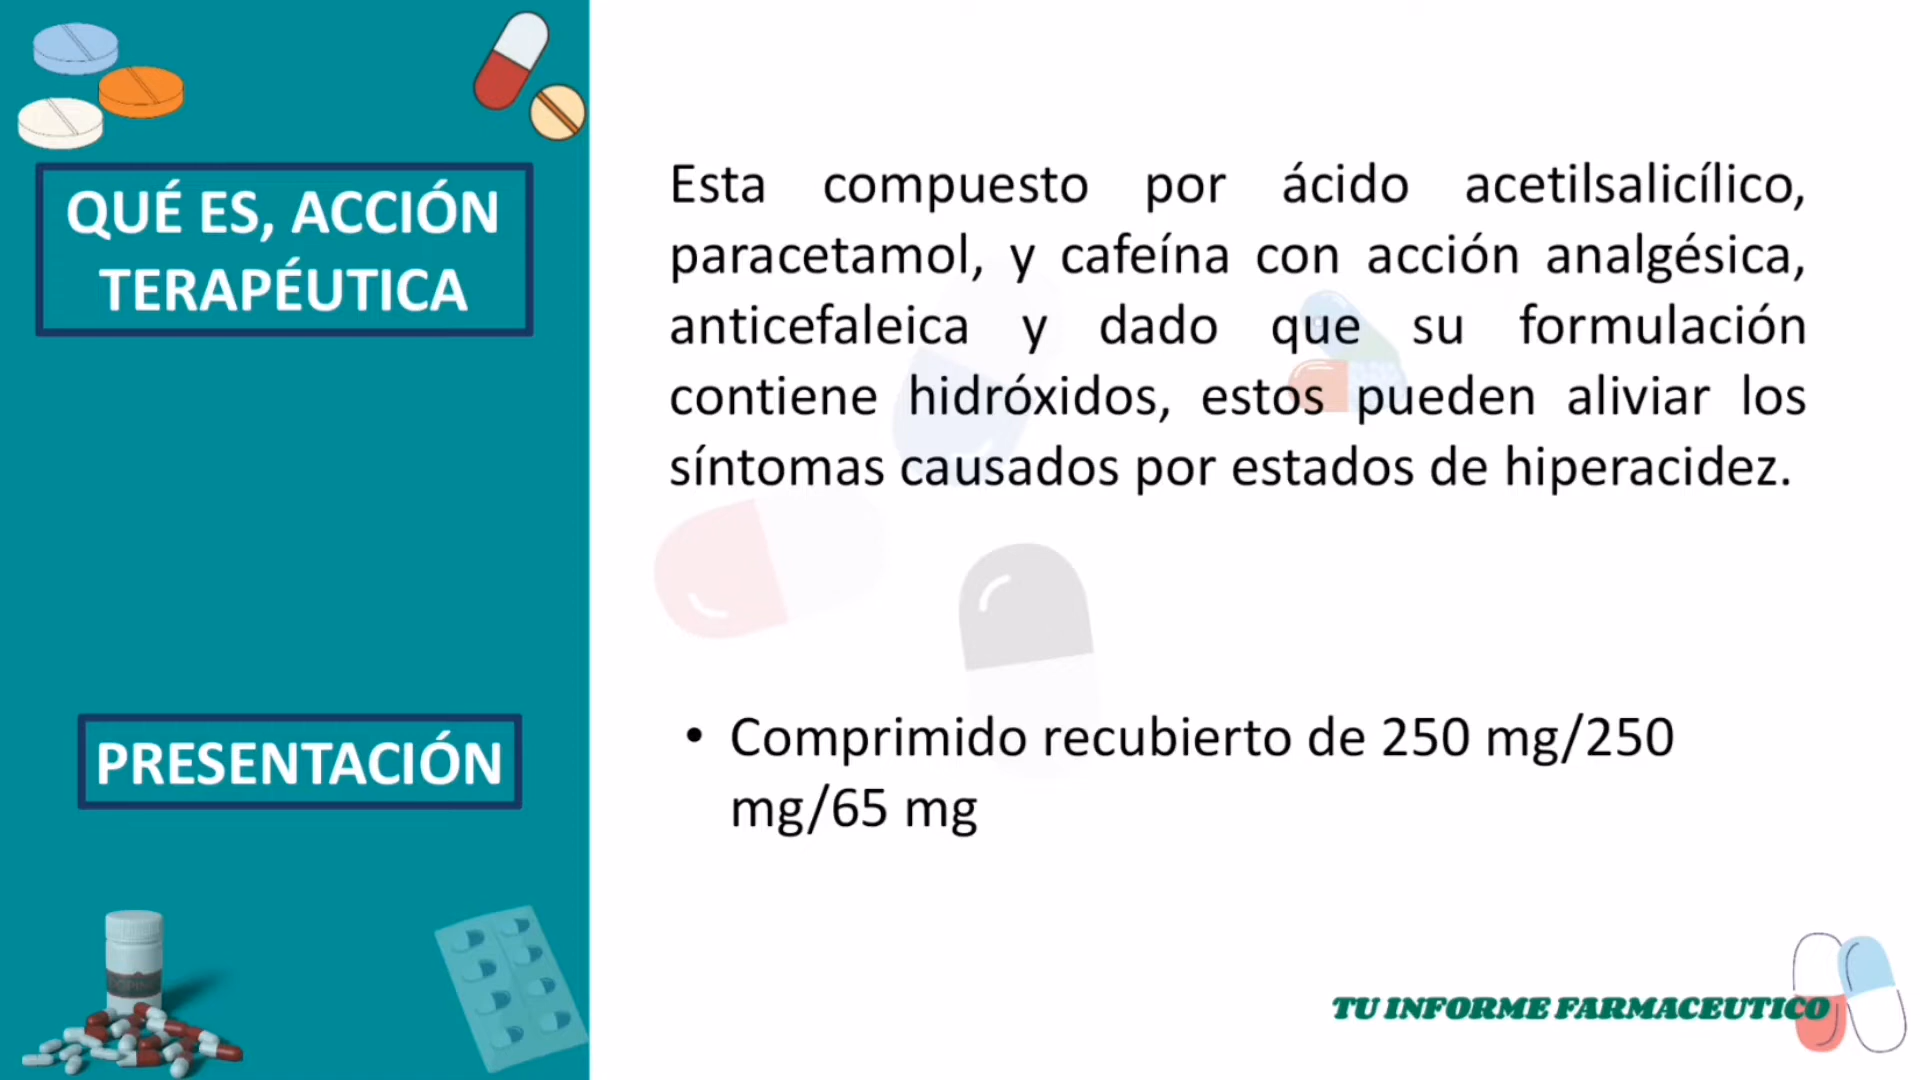 QUÉ ES, ACCIÓN
TERAPÉUTICA
Esta compuesto por ácido acetilsalicílico,
paracetamol, y cafeína con acción analgésica,
anticefaleica y dado que su formulación
contiene hidróxidos, estos pueden aliviar los
síntomas causados por estados de hiperacidez.
PRESENTACIÓN
• Comprimido recubierto de 250 mg/250
mg/65 mg
TU INFORME FARMACEUTICO